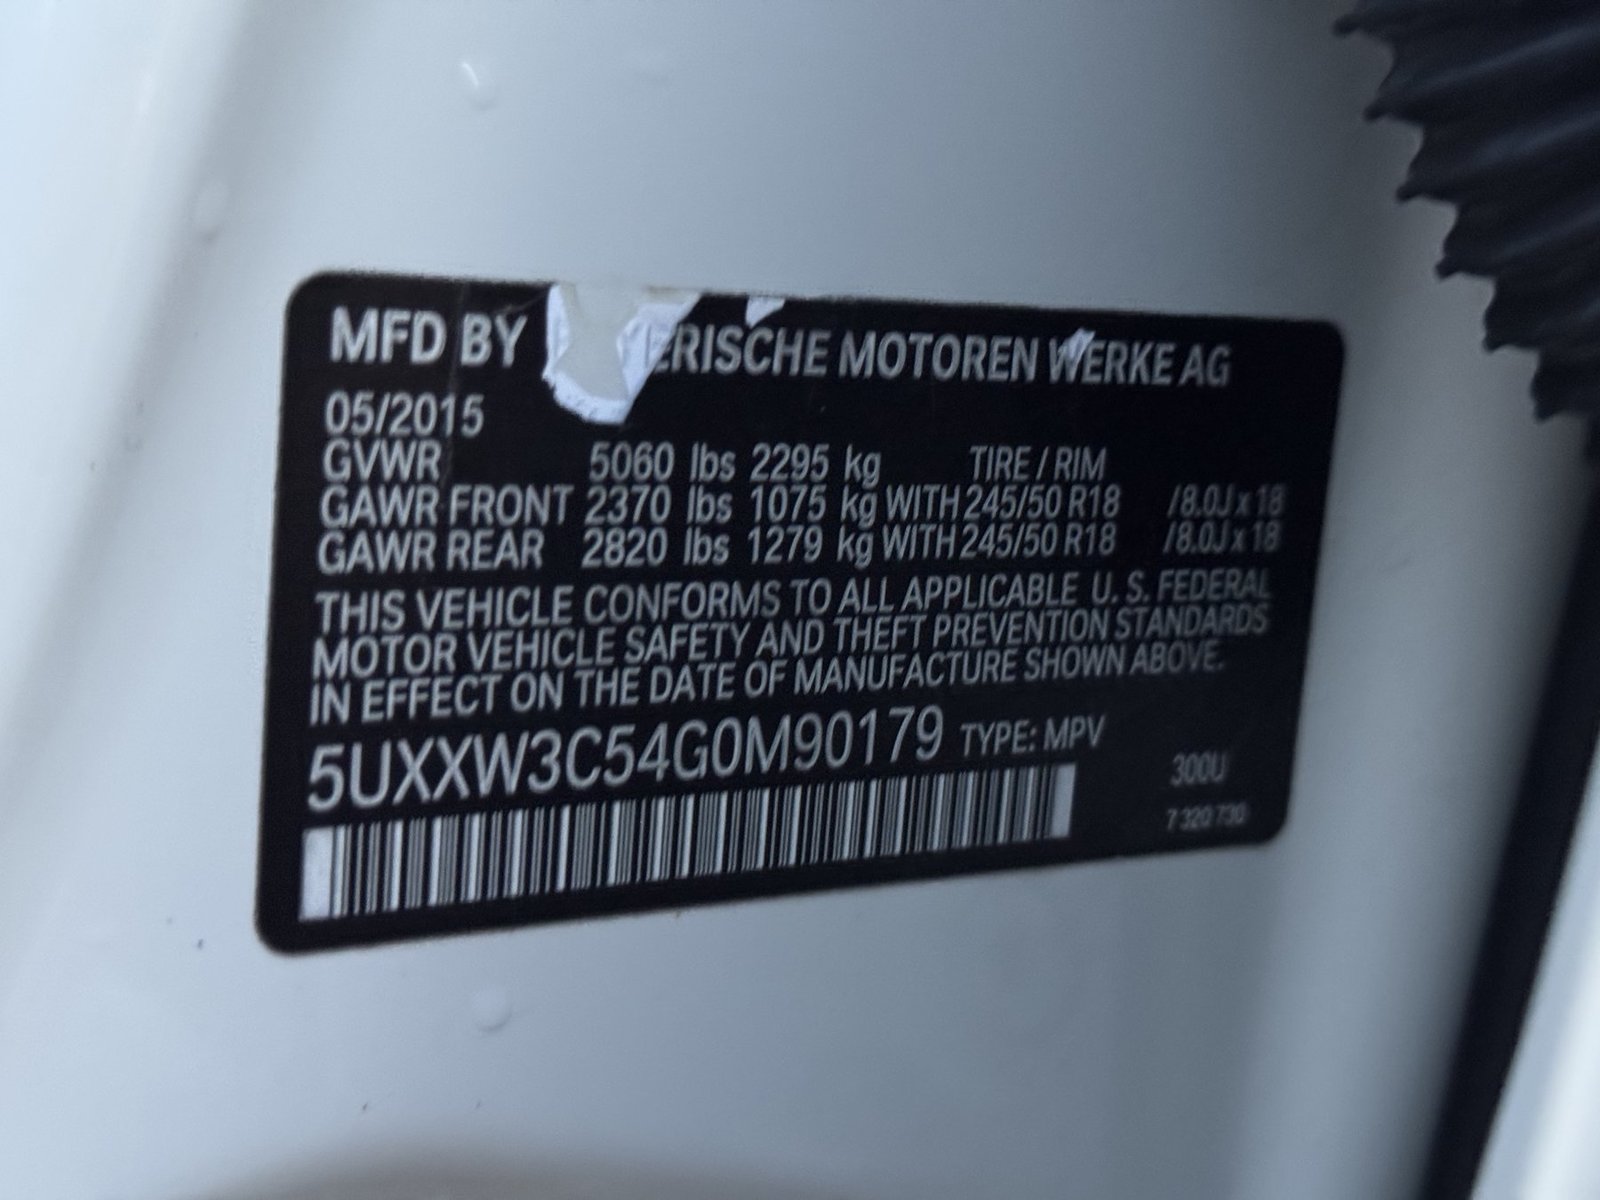 MFD BY ERISCHE MOTOREN WERKE AG
05/2015
GVWR 5060 lbs 2295 kg TIRE / RIM
GAWR FRONT 2370 lbs 1075 kg WITH 245/50 R18 /8.0J x 18
GAWR REAR 2820 lbs 1279 kg WITH 245/50 R18 /8.0J x 18
THIS VEHICLE CONFORMS TO ALL APPLICABLE U. S. FEDERAL
MOTOR VEHICLE SAFETY AND THEFT PREVENTION STANDARDS
IN EFFECT ON THE DATE OF MANUFACTURE SHOWN ABOVE.
5UXXW3C54G0M90179 TYPE: MPV
300U
7 320 730